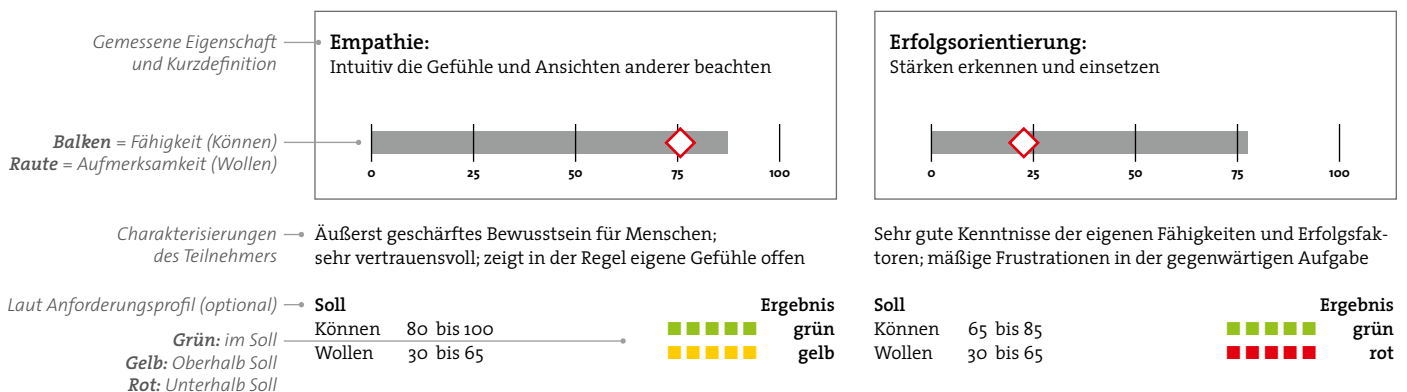 Gemessene Eigenschaft
und Kurzdefinition
Empathie:
Intuitiv die Gefühle und Ansichten anderer beachten
Erfolgsorientierung:
Stärken erkennen und einsetzen
Balken = Fähigkeit (Können)
Raute = Aufmerksamkeit (Wollen)
0 25 50 75 100
0 25 50 75 100
Charakterisierungen
des Teilnehmers
Äußerst geschärftes Bewusstsein für Menschen;
sehr vertrauensvoll; zeigt in der Regel eigene Gefühle offen
Sehr gute Kenntnisse der eigenen Fähigkeiten und Erfolgsfak-
toren; mäßige Frustrationen in der gegenwärtigen Aufgabe
Laut Anforderungsprofil (optional)
Grün: im Soll
Gelb: Oberhalb Soll
Rot: Unterhalb Soll
Soll Ergebnis
Können 80 bis 100 grün
Wollen 30 bis 65 gelb
Soll Ergebnis
Können 65 bis 85 grün
Wollen 30 bis 65 rot